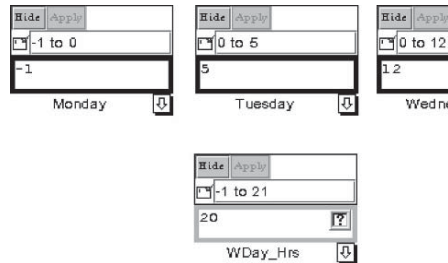 Hide Apply
-1 to 0
-1
Monday
Hide Apply
0 to 5
5
Tuesday
Hide Apply
0 to 12
12
Wedne
Hide Apply
-1 to 21
20 ?
WDay_Hrs